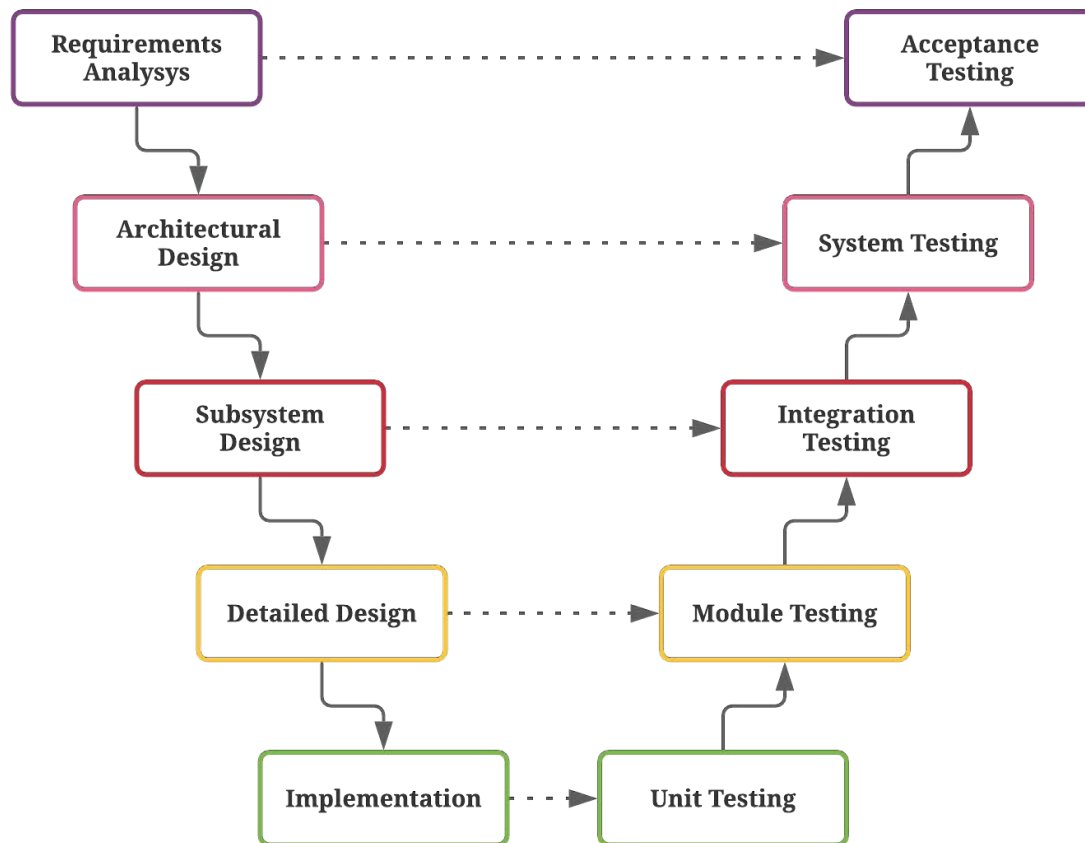 Requirements
Analysys
Acceptance
Testing
Architectural
Design
System Testing
Subsystem
Design
Integration
Testing
Detailed Design
Module Testing
Implementation
Unit Testing